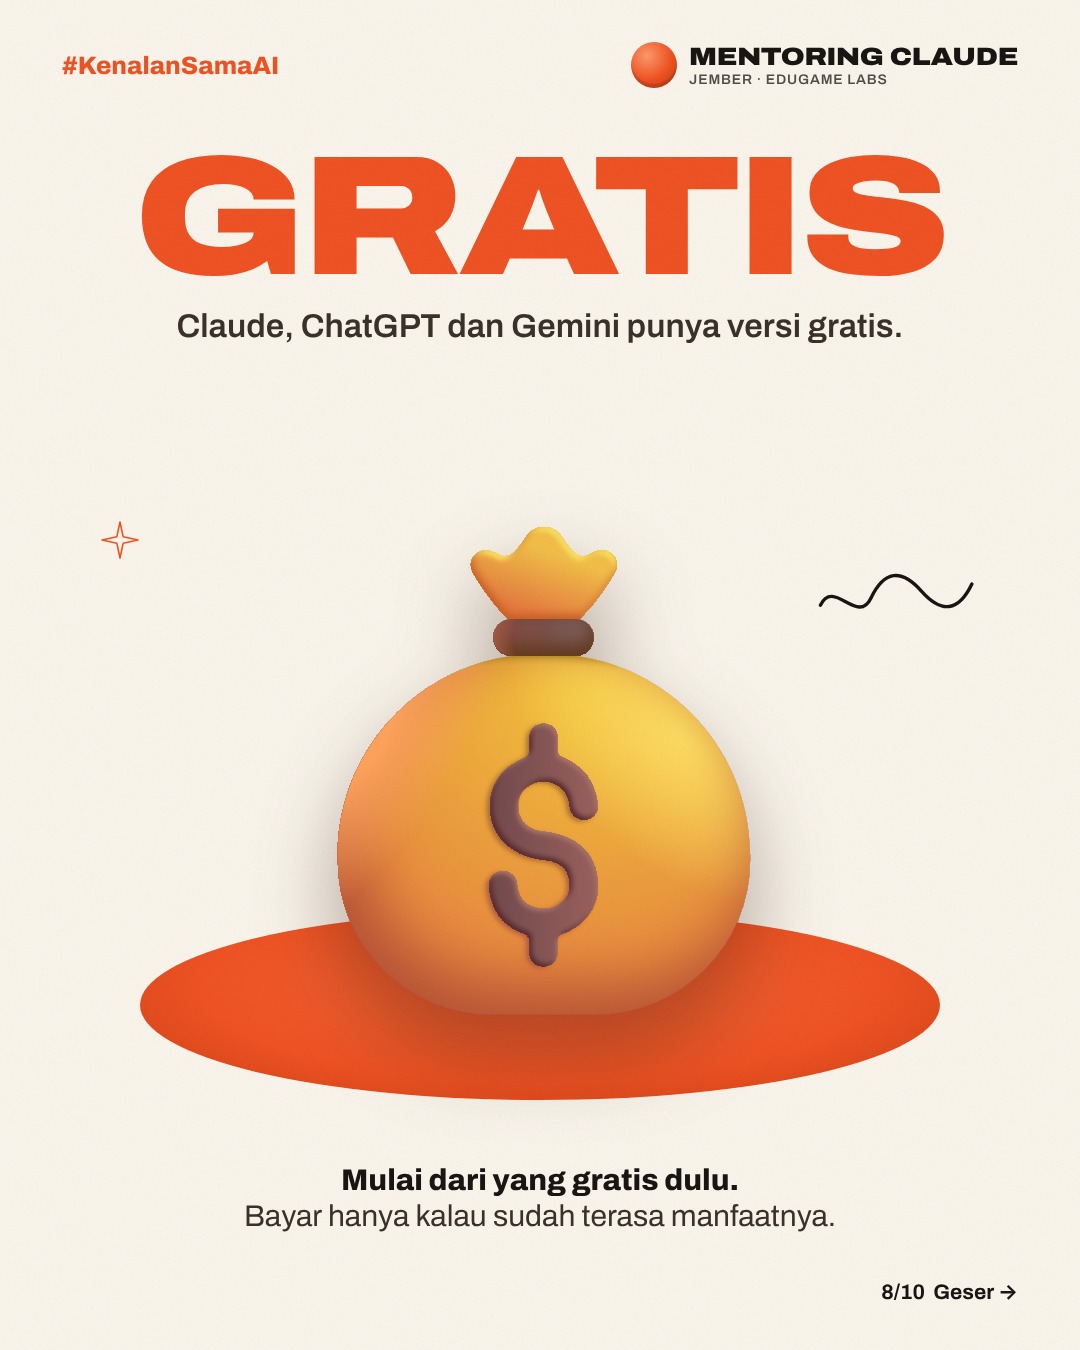 #KenalanSamaAI
MENTORING CLAUDE
JEMBER · EDUGAME LABS
GRATIS
Claude, ChatGPT dan Gemini punya versi gratis.
$
Mulai dari yang gratis dulu.
Bayar hanya kalau sudah terasa manfaatnya.
8/10 Geser →